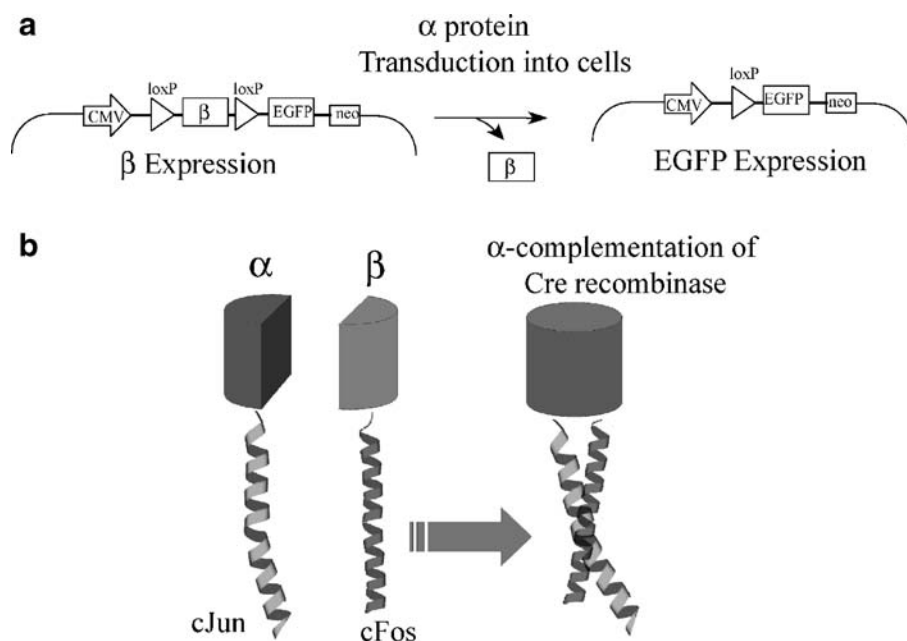 a
α protein
Transduction into cells
loxP loxP
CMV β EGFP neo
β Expression
β
loxP
CMV EGFP neo
EGFP Expression
b
α β
α-complementation of
Cre recombinase
cJun cFos